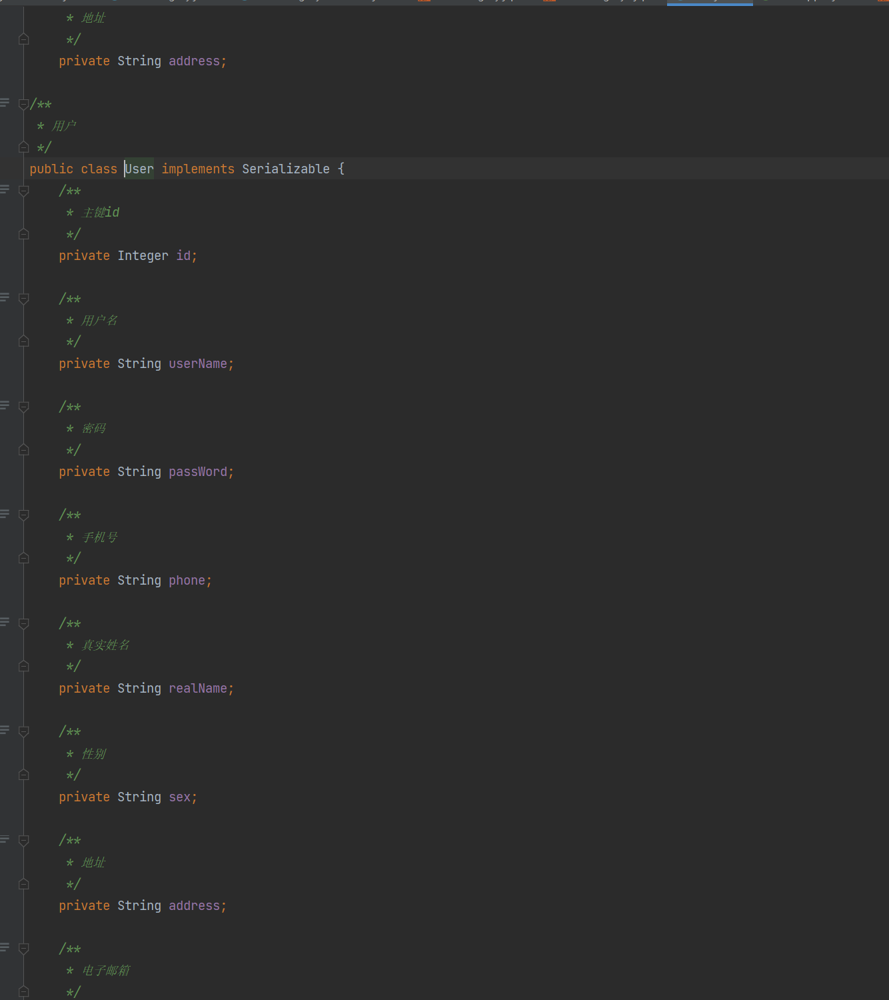 * 地址
*/
private String address;
/**
* 用户
*/
public class User implements Serializable {
/**
* 主键id
*/
private Integer id;
/**
* 用户名
*/
private String userName;
/**
* 密码
*/
private String passWord;
/**
* 手机号
*/
private String phone;
/**
* 真实姓名
*/
private String realName;
/**
* 性别
*/
private String sex;
/**
* 地址
*/
private String address;
/**
* 电子邮箱
*/